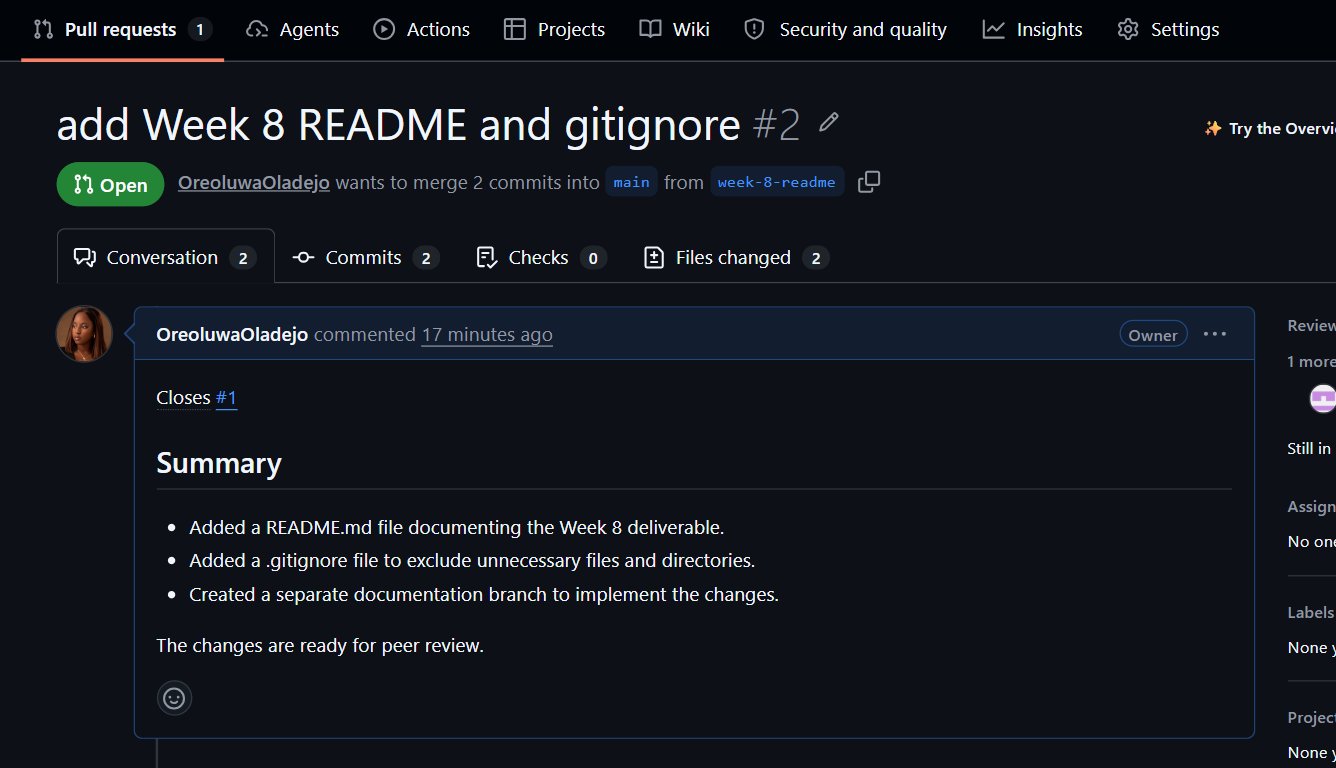 Pull requests 1 Agents Actions Projects Wiki Security and quality Insights Settings
add Week 8 README and gitignore #2
Try the Overvi
Open OreoluwaOladejo wants to merge 2 commits into main from week-8-readme
Conversation 2 Commits 2 Checks 0 Files changed 2
OreoluwaOladejo commented 17 minutes ago Owner
Closes #1
Summary
Added a README.md file documenting the Week 8 deliverable.
Added a .gitignore file to exclude unnecessary files and directories.
Created a separate documentation branch to implement the changes.
The changes are ready for peer review.
Review
1 more
Still in
Assign
No one
Labels
None y
Project
None y